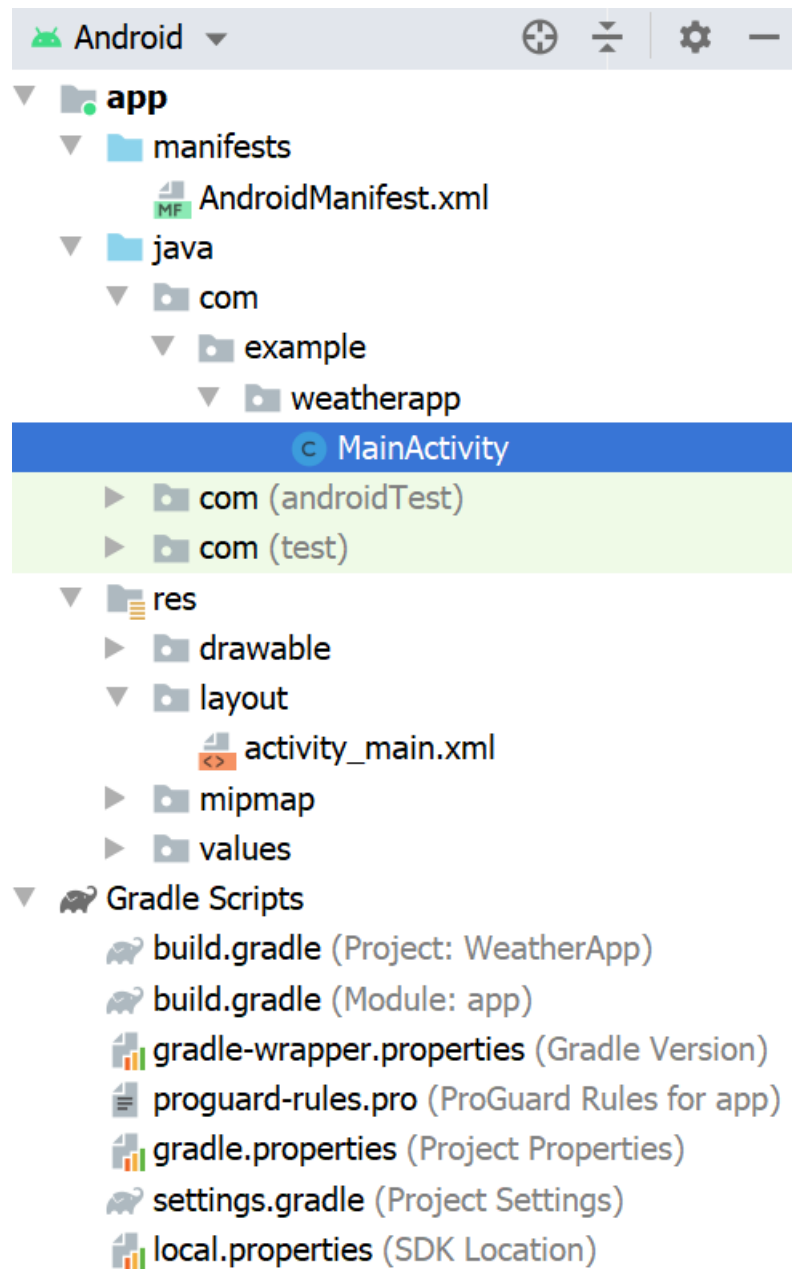 Android
app
manifests
MF AndroidManifest.xml
java
com
example
weatherapp
C MainActivity
com (androidTest)
com (test)
res
drawable
layout
<> activity_main.xml
mipmap
values
Gradle Scripts
build.gradle (Project: WeatherApp)
build.gradle (Module: app)
gradle-wrapper.properties (Gradle Version)
proguard-rules.pro (ProGuard Rules for app)
gradle.properties (Project Properties)
settings.gradle (Project Settings)
local.properties (SDK Location)